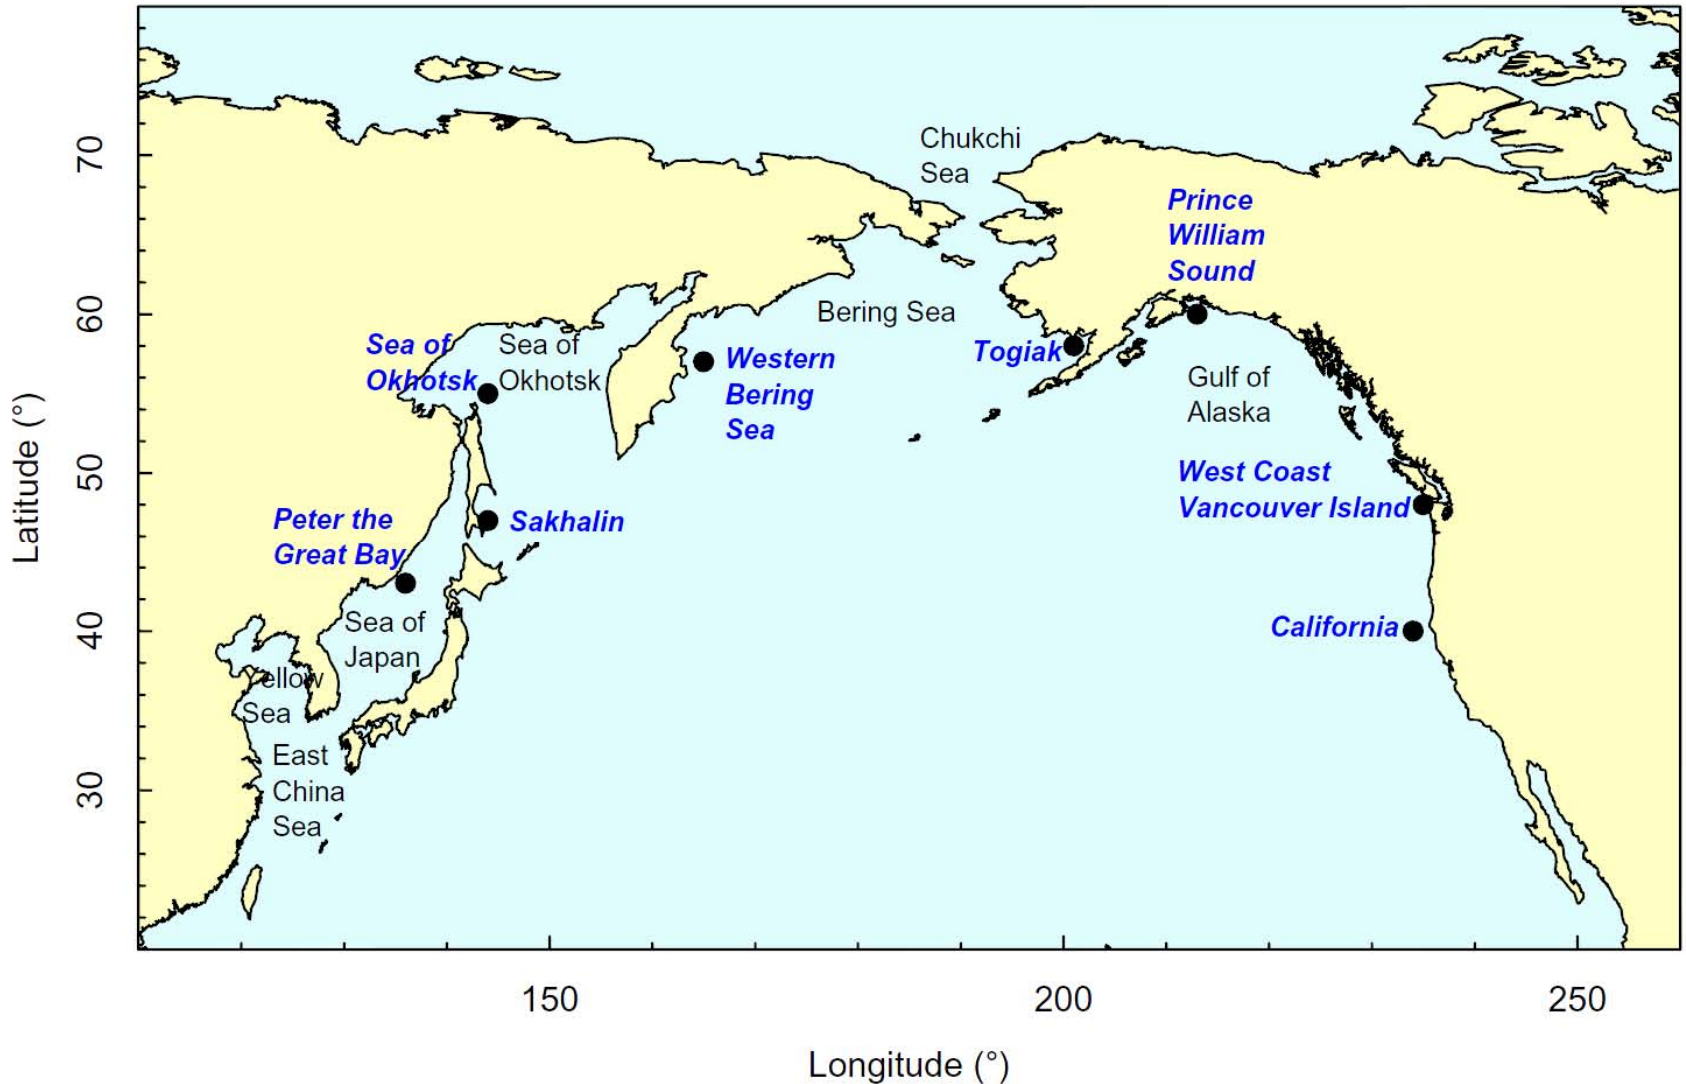 Chukchi
Sea
Prince
William
Sound
Bering Sea
Sea of
Okhotsk
Sea of
Okhotsk
Western
Bering
Sea
Togiak
Gulf of
Alaska
West Coast
Vancouver Island
Peter the
Great Bay
Sakhalin
Sea of
Japan
California
Yellow
Sea
East
China
Sea
70
60
50
40
30
Latitude (°)
150
200
250
Longitude (°)